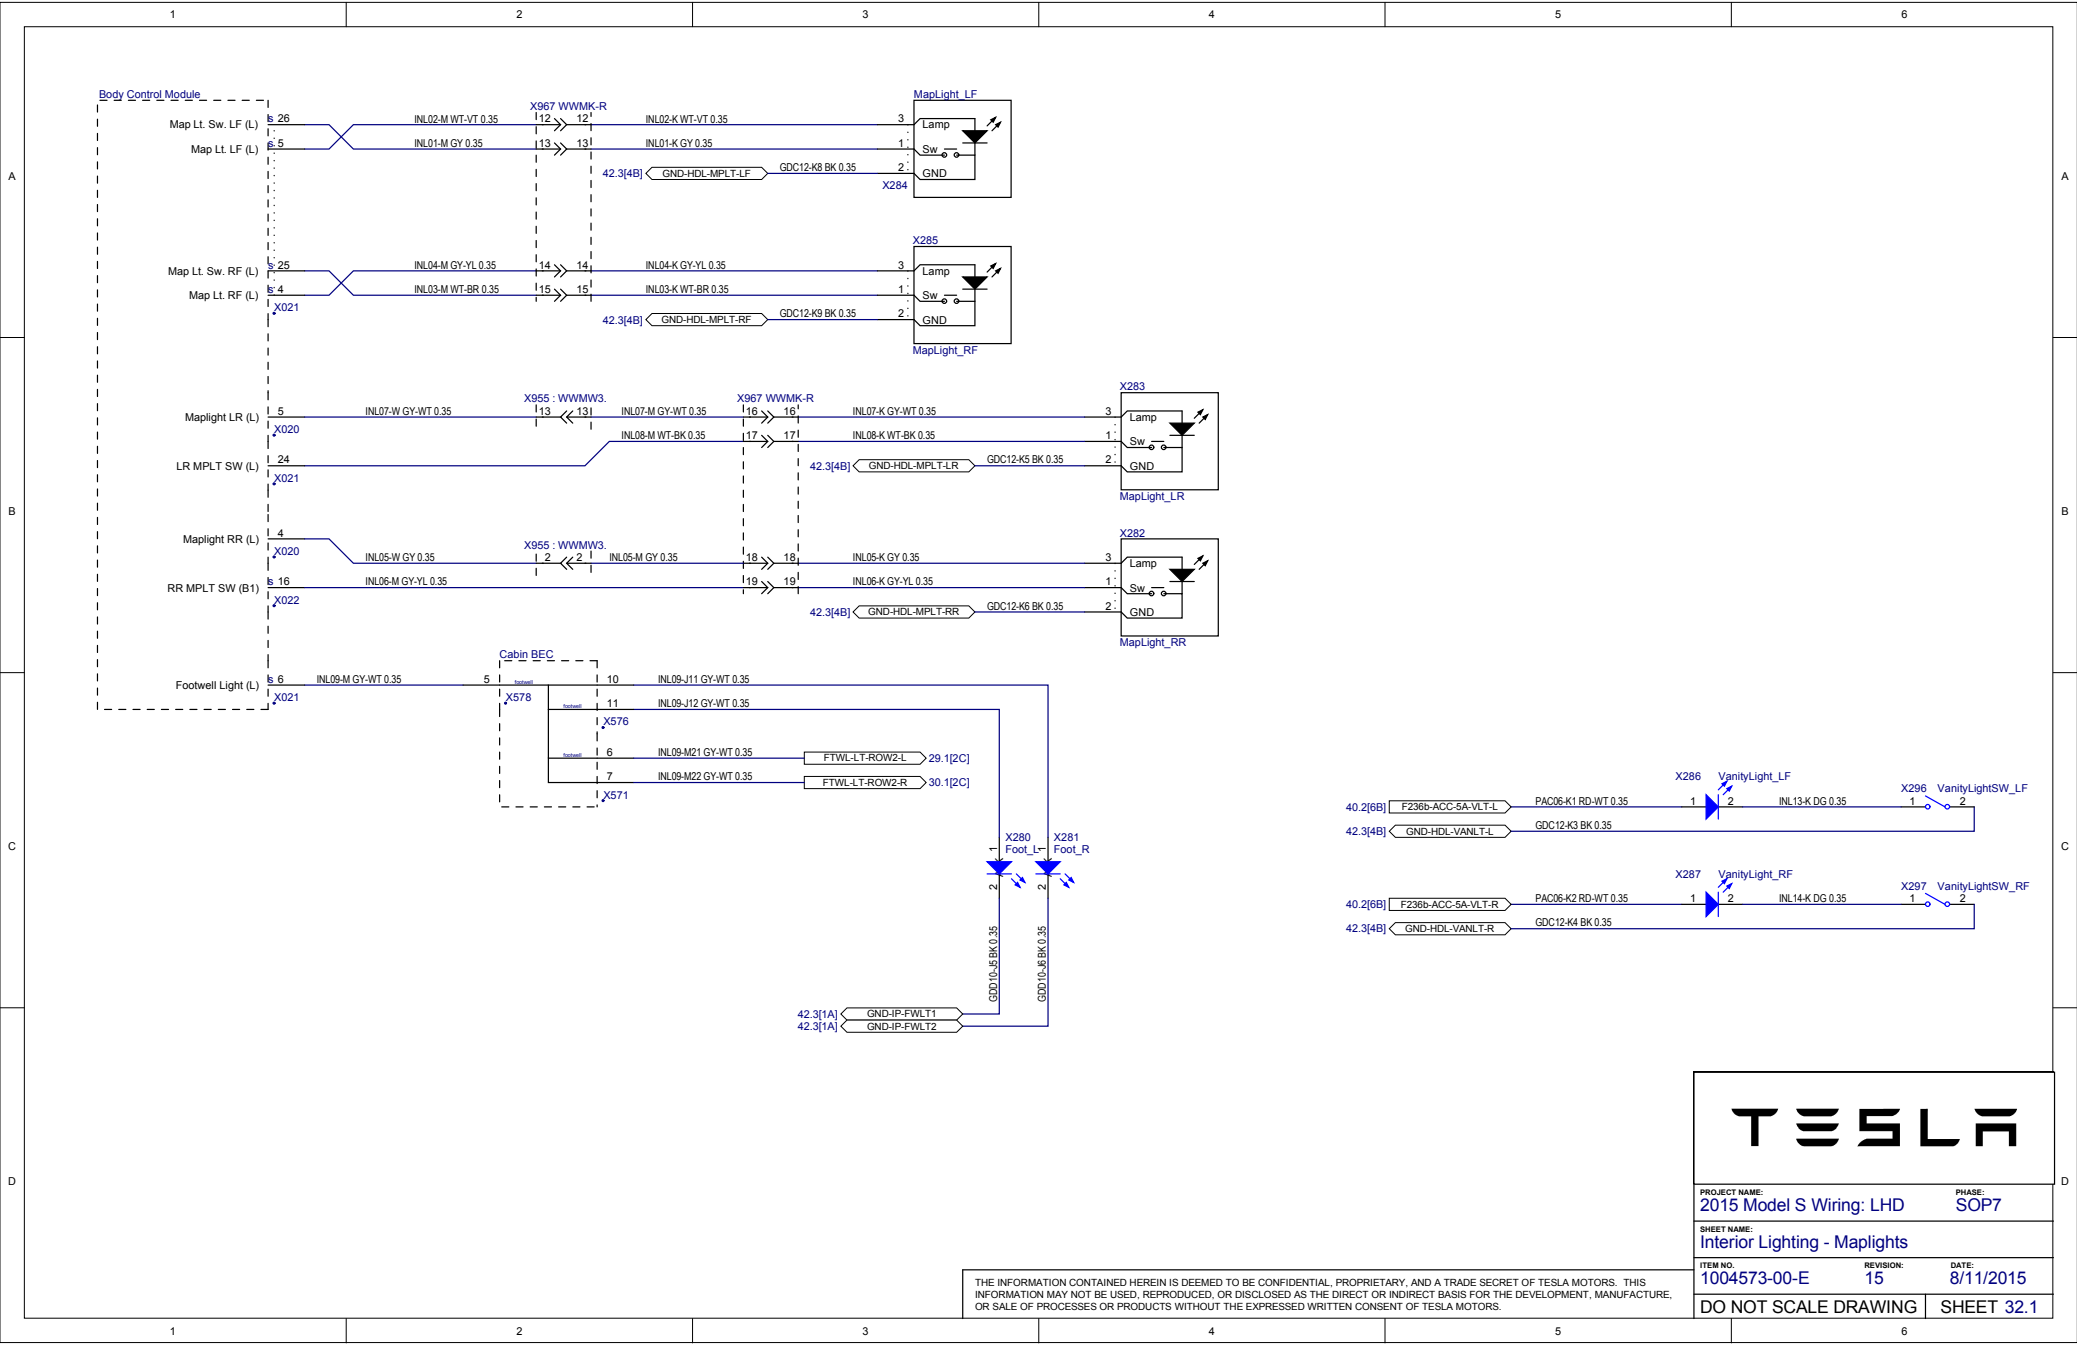 1 2 3 4 5 6
A
B
C
D
A
B
C
D
Body Control Module
Map Lt. Sw. LF (L) s 26 INL02-M WT-VT 0.35
Map Lt. LF (L) s 5 INL01-M GY 0.35
X967 WWMK-R
12 12 INL02-K WT-VT 0.35
13 13 INL01-K GY 0.35
42.3[4B] GND-HDL-MPLT-LF GDC12-K8 BK 0.35
MapLight_LF
3 Lamp
1 Sw
2 GND
X284
Map Lt. Sw. RF (L) s 25 INL04-M GY-YL 0.35
Map Lt. RF (L) s 4 INL03-M WT-BR 0.35
X021
14 14 INL04-K GY-YL 0.35
15 15 INL03-K WT-BR 0.35
42.3[4B] GND-HDL-MPLT-RF GDC12-K9 BK 0.35
X285
3 Lamp
1 Sw
2 GND
MapLight_RF
Maplight LR (L) 5 INL07-W GY-WT 0.35
X020
X955 : WWMW3.
13 13 INL07-M GY-WT 0.35
X967 WWMK-R
16 16 INL07-K GY-WT 0.35
INL08-M WT-BK 0.35 17 17 INL08-K WT-BK 0.35
LR MPLT SW (L) 24
X021
42.3[4B] GND-HDL-MPLT-LR GDC12-K5 BK 0.35
X283
3 Lamp
1 Sw
2 GND
MapLight_LR
Maplight RR (L) 4
X020
INL05-W GY 0.35
X955 : WWMW3.
2 2 INL05-M GY 0.35 18 18 INL05-K GY 0.35
RR MPLT SW (B1) s 16 INL06-M GY-YL 0.35 19 19 INL06-K GY-YL 0.35
X022
42.3[4B] GND-HDL-MPLT-RR GDC12-K6 BK 0.35
X282
3 Lamp
1 Sw
2 GND
MapLight_RR
Footwell Light (L) s 6 INL09-M GY-WT 0.35 5
X021
Cabin BEC
footwell 10 INL09-J11 GY-WT 0.35
X578
footwell 11 INL09-J12 GY-WT 0.35
X576
footwell 6 INL09-M21 GY-WT 0.35 FTWL-LT-ROW2-L 29.1[2C]
7 INL09-M22 GY-WT 0.35 FTWL-LT-ROW2-R 30.1[2C]
X571
X280
Foot_L
1
2
GDD10-J5 BK 0.35
X281
Foot_R
1
2
GDD10-J6 BK 0.35
42.3[1A] GND-IP-FWLT1
42.3[1A] GND-IP-FWLT2
X286 VanityLight_LF
X296 VanityLightSW_LF
40.2[6B] F236b-ACC-5A-VLT-L PAC06-K1 RD-WT 0.35 1 2 INL13-K DG 0.35 1 2
42.3[4B] GND-HDL-VANLT-L GDC12-K3 BK 0.35
X287 VanityLight_RF
X297 VanityLightSW_RF
40.2[6B] F236b-ACC-5A-VLT-R PAC06-K2 RD-WT 0.35 1 2 INL14-K DG 0.35 1 2
42.3[4B] GND-HDL-VANLT-R GDC12-K4 BK 0.35
TESLA
PROJECT NAME: PHASE:
2015 Model S Wiring: LHD SOP7
SHEET NAME:
Interior Lighting - Maplights
ITEM NO. REVISION: DATE:
1004573-00-E 15 8/11/2015
DO NOT SCALE DRAWING SHEET 32.1
THE INFORMATION CONTAINED HEREIN IS DEEMED TO BE CONFIDENTIAL, PROPRIETARY, AND A TRADE SECRET OF TESLA MOTORS. THIS
INFORMATION MAY NOT BE USED, REPRODUCED, OR DISCLOSED AS THE DIRECT OR INDIRECT BASIS FOR THE DEVELOPMENT, MANUFACTURE,
OR SALE OF PROCESSES OR PRODUCTS WITHOUT THE EXPRESSED WRITTEN CONSENT OF TESLA MOTORS.
1 2 3 4 5 6